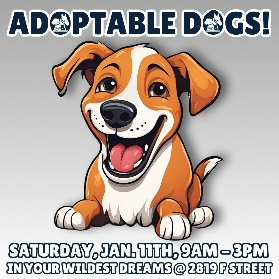 ADOPTABLE DOGS!
SATURDAY, JAN. 11TH, 9AM – 3PM
IN YOUR WILDEST DREAMS @ 2819 F STREET